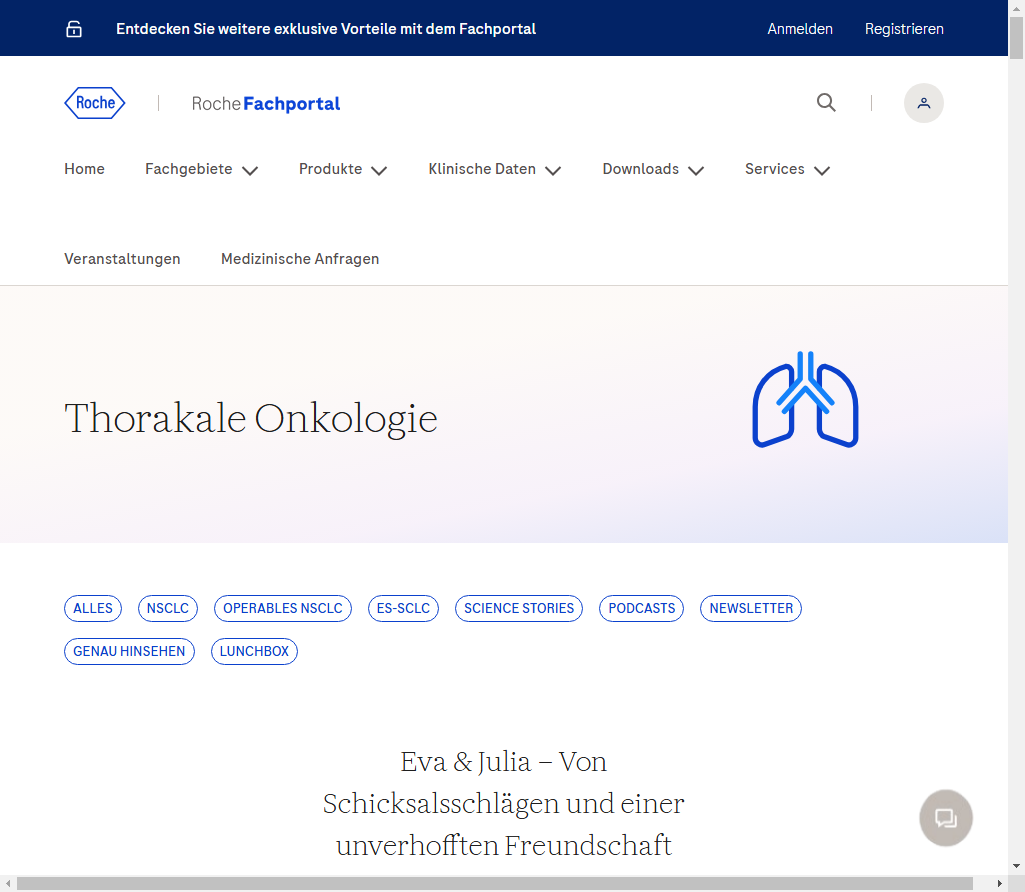 Entdecken Sie weitere exklusive Vorteile mit dem Fachportal
Anmelden
Registrieren
Roche
Roche Fachportal
Home
Fachgebiete
Produkte
Klinische Daten
Downloads
Services
Veranstaltungen
Medizinische Anfragen
Thorakale Onkologie
ALLES
NSCLC
OPERABLES NSCLC
ES-SCLC
SCIENCE STORIES
PODCASTS
NEWSLETTER
GENAU HINSEHEN
LUNCHBOX
Eva & Julia – Von
Schicksalsschlägen und einer
unverhofften Freundschaft